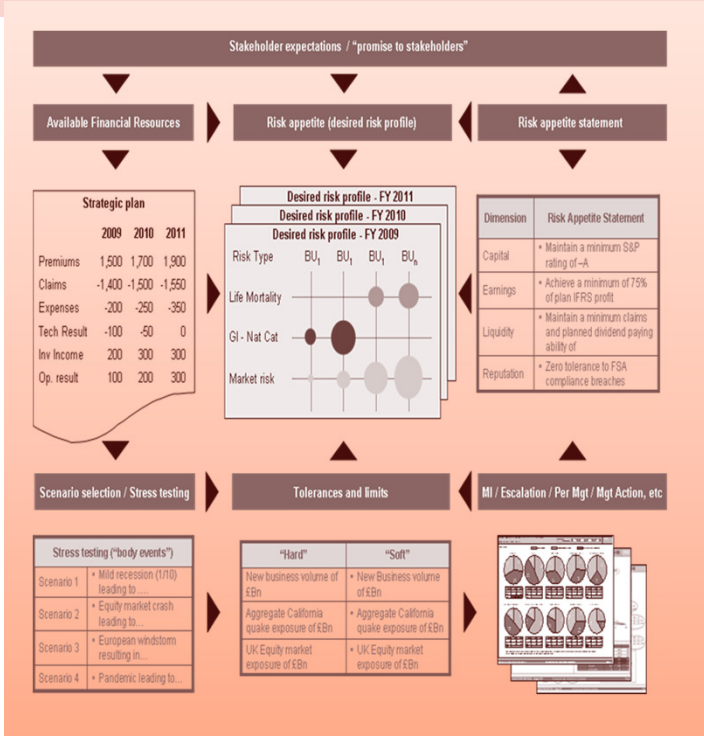 Stakeholder expectations / “promise to stakeholders”
Available Financial Resources
Risk appetite (desired risk profile)
Risk appetite statement
Strategic plan
2009 2010 2011
Premiums 1,500 1,700 1,900
Claims -1,400 -1,500 -1,550
Expenses -200 -250 -350
Tech Result -100 -50 0
Inv Income 200 300 300
Op. result 100 200 300
Desired risk profile - FY 2011
Desired risk profile - FY 2010
Desired risk profile - FY 2009
Risk Type BU1 BU1 BU1 BUn
Life Mortality
GI - Nat Cat
Market risk
Dimension Risk Appetite Statement
Capital
• Maintain a minimum S&P
rating of –A
Earnings
• Achieve a minimum of 75%
of plan IFRS profit
Liquidity
• Maintain a minimum claims
and planned dividend paying
ability of
Reputation
• Zero tolerance to FSA
compliance breaches
Scenario selection / Stress testing
Tolerances and limits
MI / Escalation / Per Mgt / Mgt Action, etc
Stress testing (“body events”)
Scenario 1
• Mild recession (1/10)
leading to ....
Scenario 2
• Equity market crash
leading to...
Scenario 3
• European windstorm
resulting in...
Scenario 4
• Pandemic leading to...
“Hard” “Soft”
New business volume of
£Bn
• New Business volume
of £Bn
Aggregate California
quake exposure of £Bn
• Aggregate California
quake exposure of £Bn
UK Equity market
exposure of £Bn
• UK Equity market
exposure of £Bn